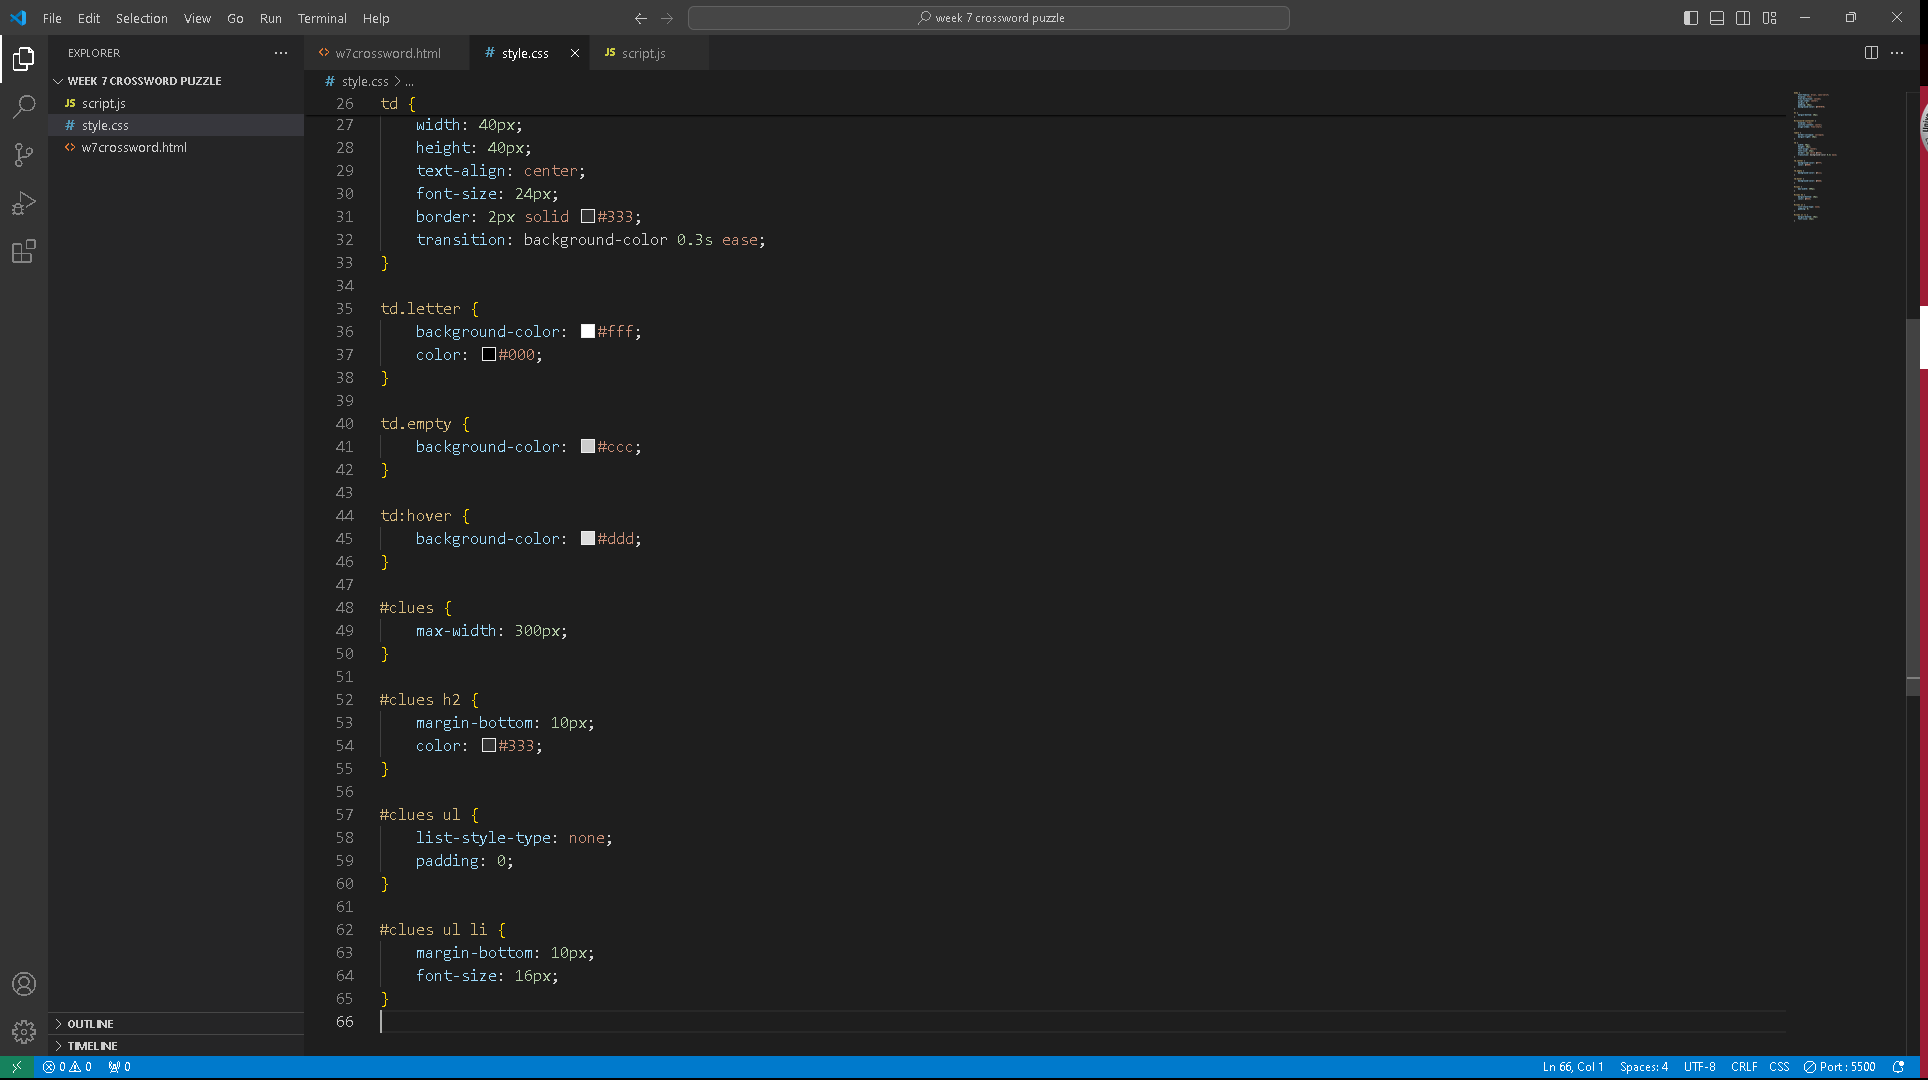 File Edit Selection View Go Run Terminal Help
week 7 crossword puzzle
EXPLORER
WEEK 7 CROSSWORD PUZZLE
JS script.js
# style.css
<> w7crossword.html
OUTLINE
TIMELINE
<> w7crossword.html # style.css JS script.js
# style.css > ...
26 td {
27 width: 40px;
28 height: 40px;
29 text-align: center;
30 font-size: 24px;
31 border: 2px solid #333;
32 transition: background-color 0.3s ease;
33 }
34
35 td.letter {
36 background-color: #fff;
37 color: #000;
38 }
39
40 td.empty {
41 background-color: #ccc;
42 }
43
44 td:hover {
45 background-color: #ddd;
46 }
47
48 #clues {
49 max-width: 300px;
50 }
51
52 #clues h2 {
53 margin-bottom: 10px;
54 color: #333;
55 }
56
57 #clues ul {
58 list-style-type: none;
59 padding: 0;
60 }
61
62 #clues ul li {
63 margin-bottom: 10px;
64 font-size: 16px;
65 }
66
0 0 0 Ln 66, Col 1 Spaces: 4 UTF-8 CRLF CSS Port : 5500